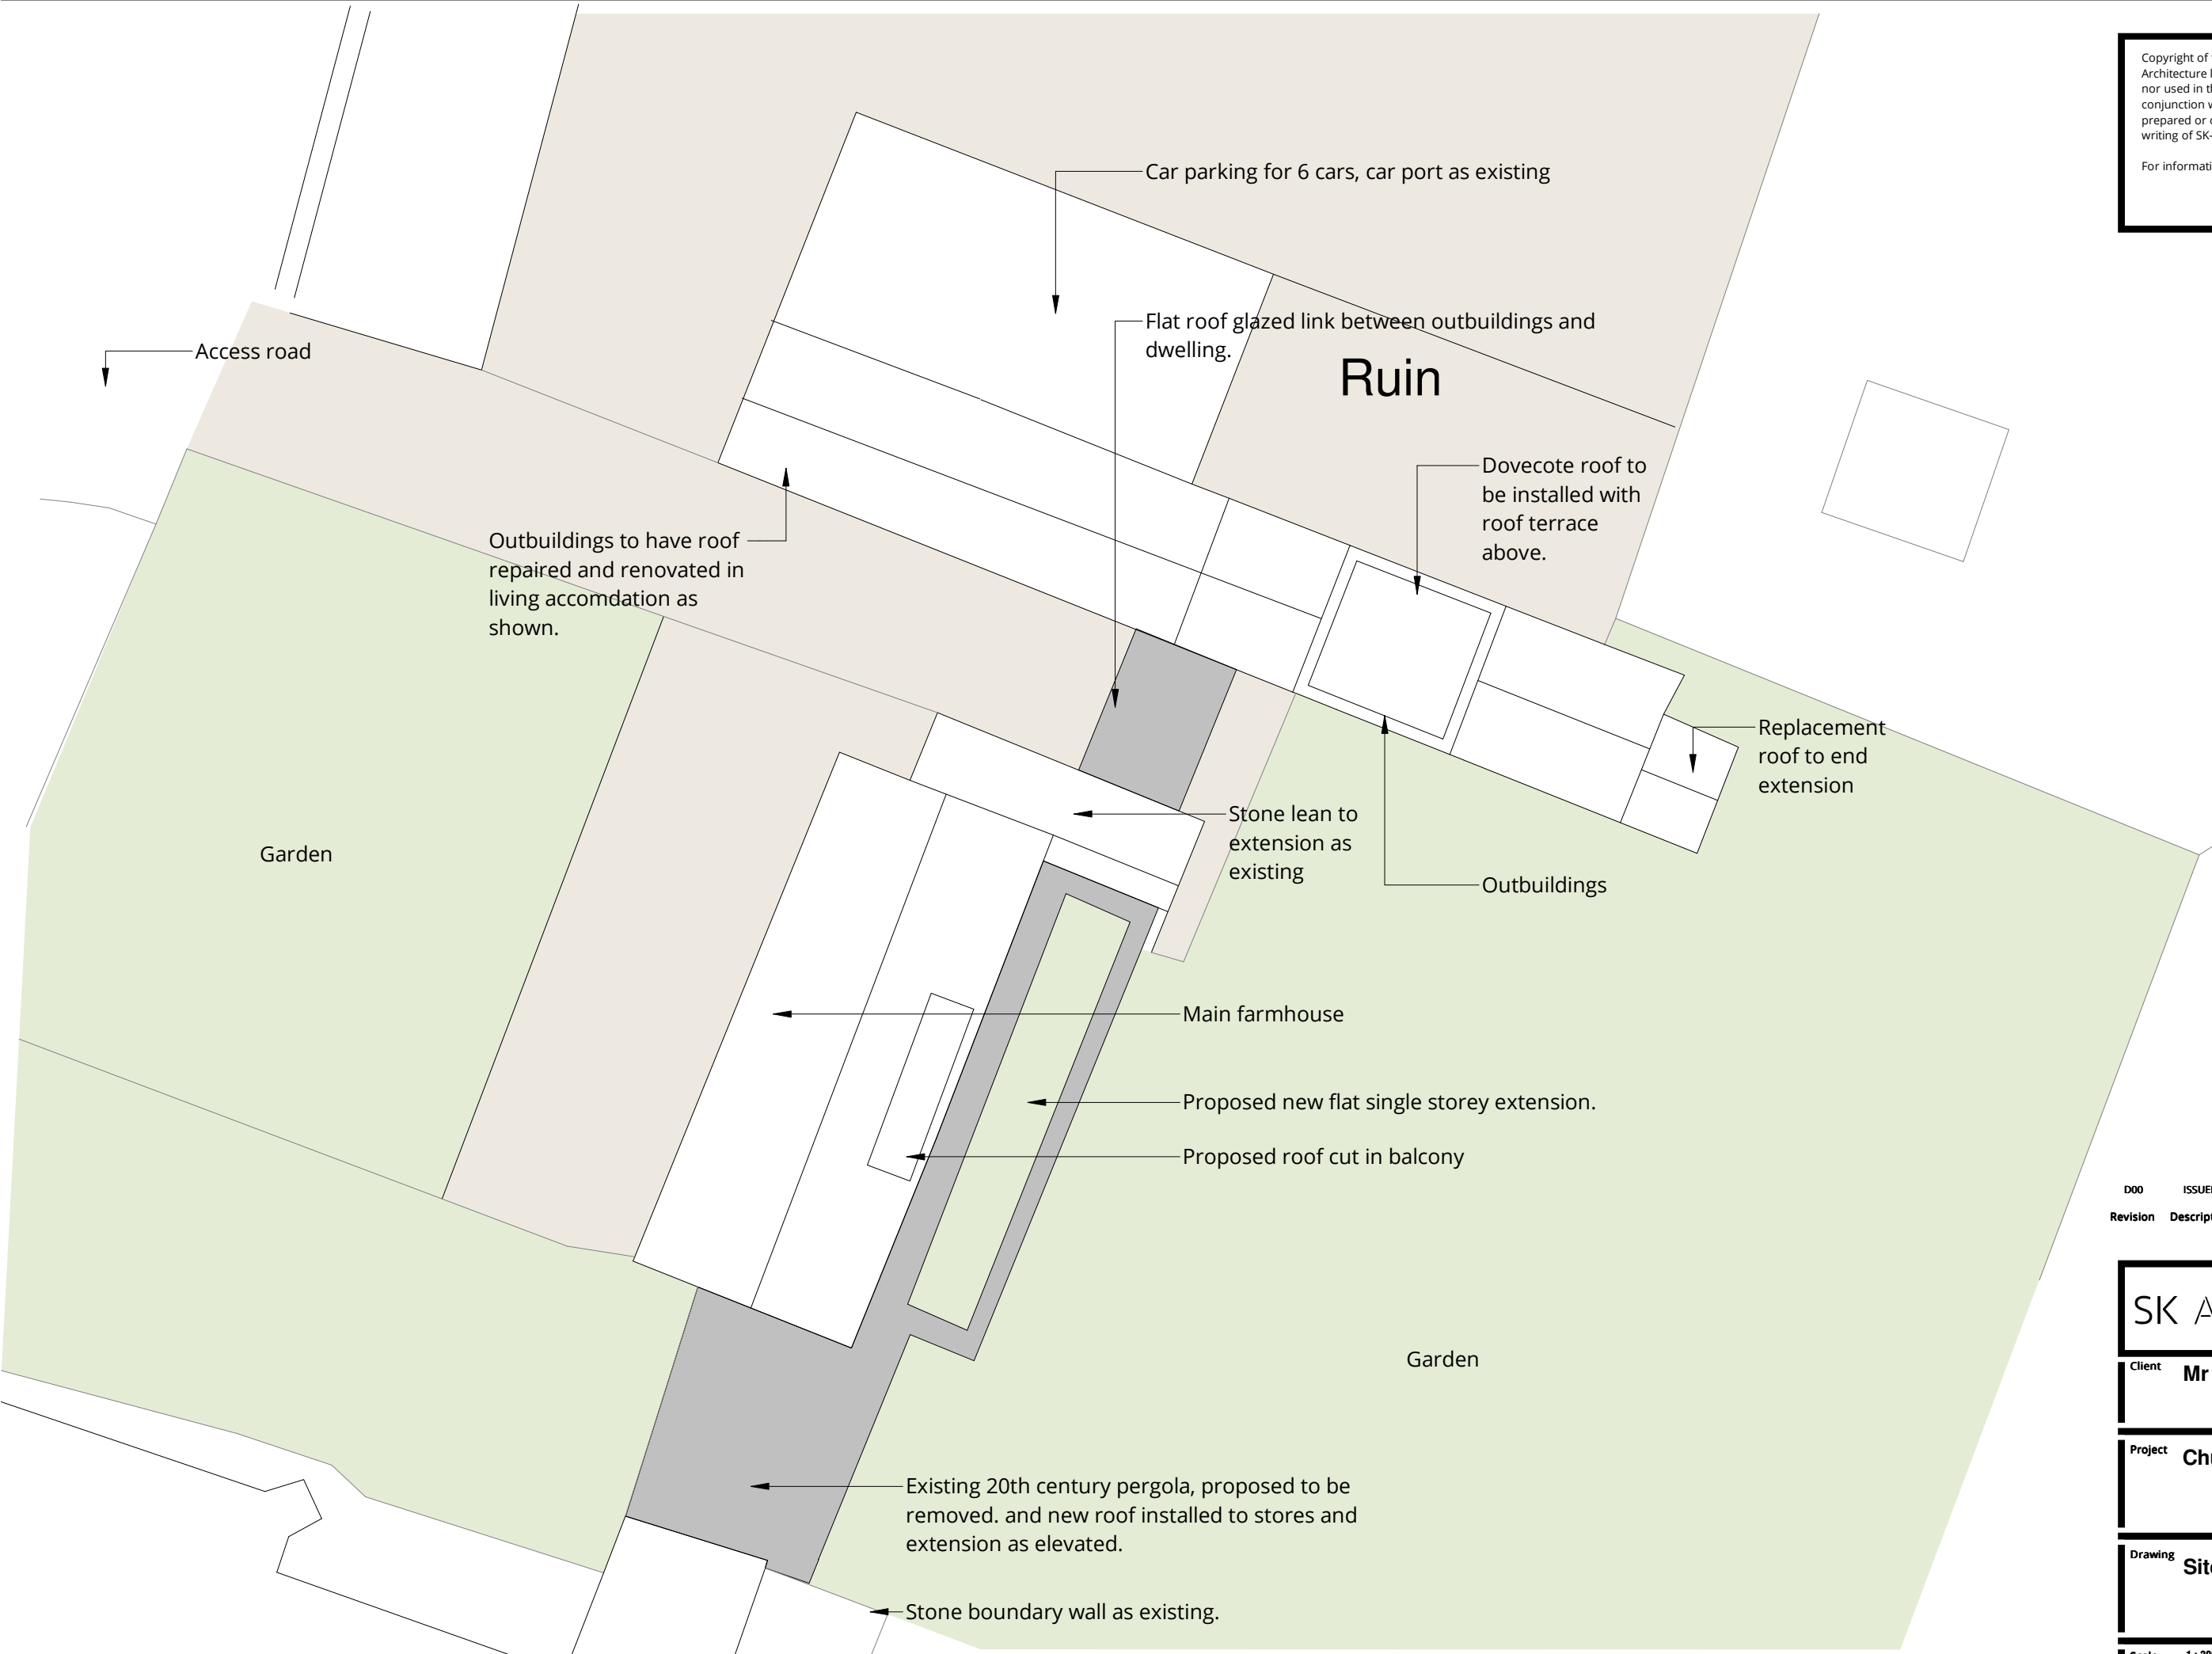 Copyright of
Architecture
nor used in
conjunction
prepared or
writing of SK-
For
Car parking for 6 cars, car port as existing
Flat roof glazed link between outbuildings and
dwelling.
Access road
Ruin
Dovecote roof to
be installed with
roof terrace
above.
Outbuildings to have roof
repaired and renovated in
living accomdation as
shown.
Replacement
roof to end
extension
Stone lean to
extension as
existing
Garden
Outbuildings
Main farmhouse
Proposed new flat single storey extension.
Proposed roof cut in balcony
D00
Revision
SK
Garden
Client Mr
Project
Existing 20th century pergola, proposed to be
removed. and new roof installed to stores and
extension as elevated.
Drawing
Stone boundary wall as existing.